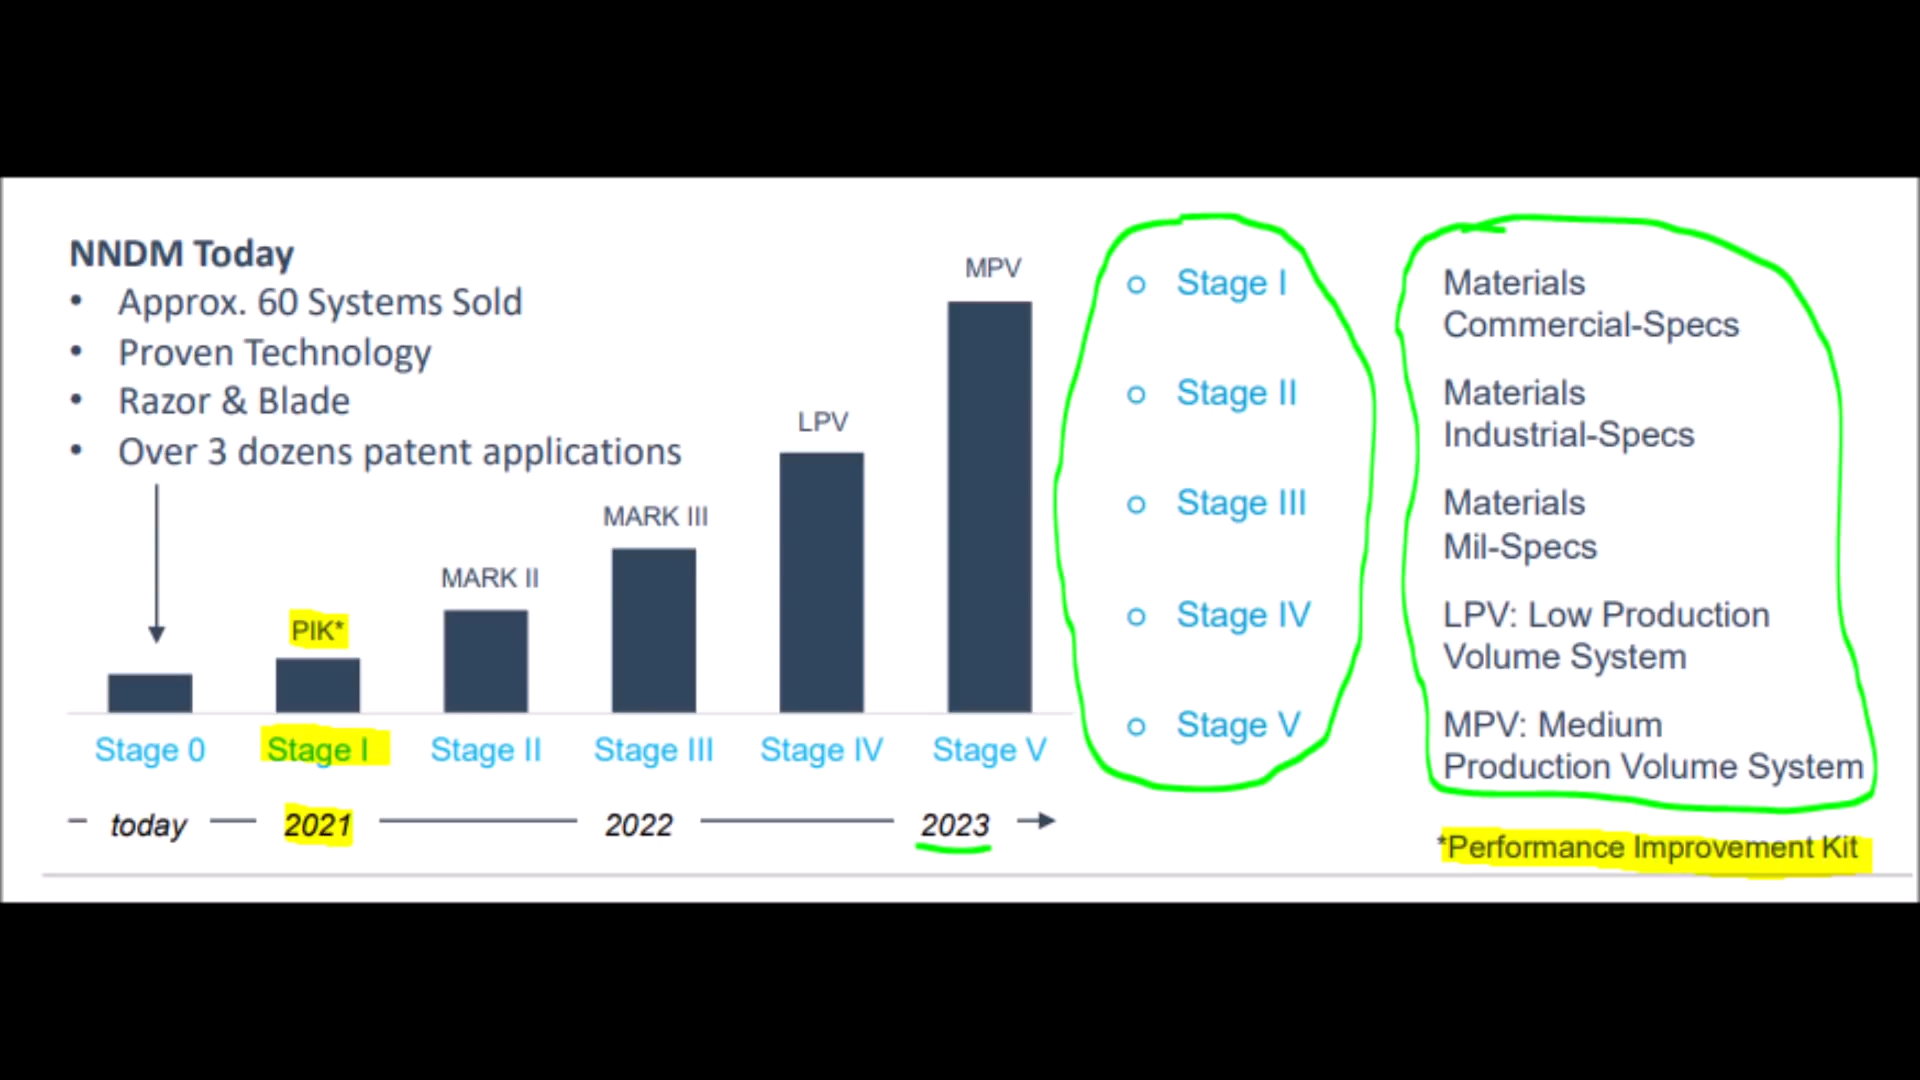 NNDM Today
• Approx. 60 Systems Sold
• Proven Technology
• Razor & Blade
• Over 3 dozens patent applications
PIK*
MARK II
MARK III
LPV
MPV
Stage 0
Stage I
Stage II
Stage III
Stage IV
Stage V
today
2021
2022
2023
Stage I
Materials
Commercial-Specs
Stage II
Materials
Industrial-Specs
Stage III
Materials
Mil-Specs
Stage IV
LPV: Low Production
Volume System
Stage V
MPV: Medium
Production Volume System
*Performance Improvement Kit